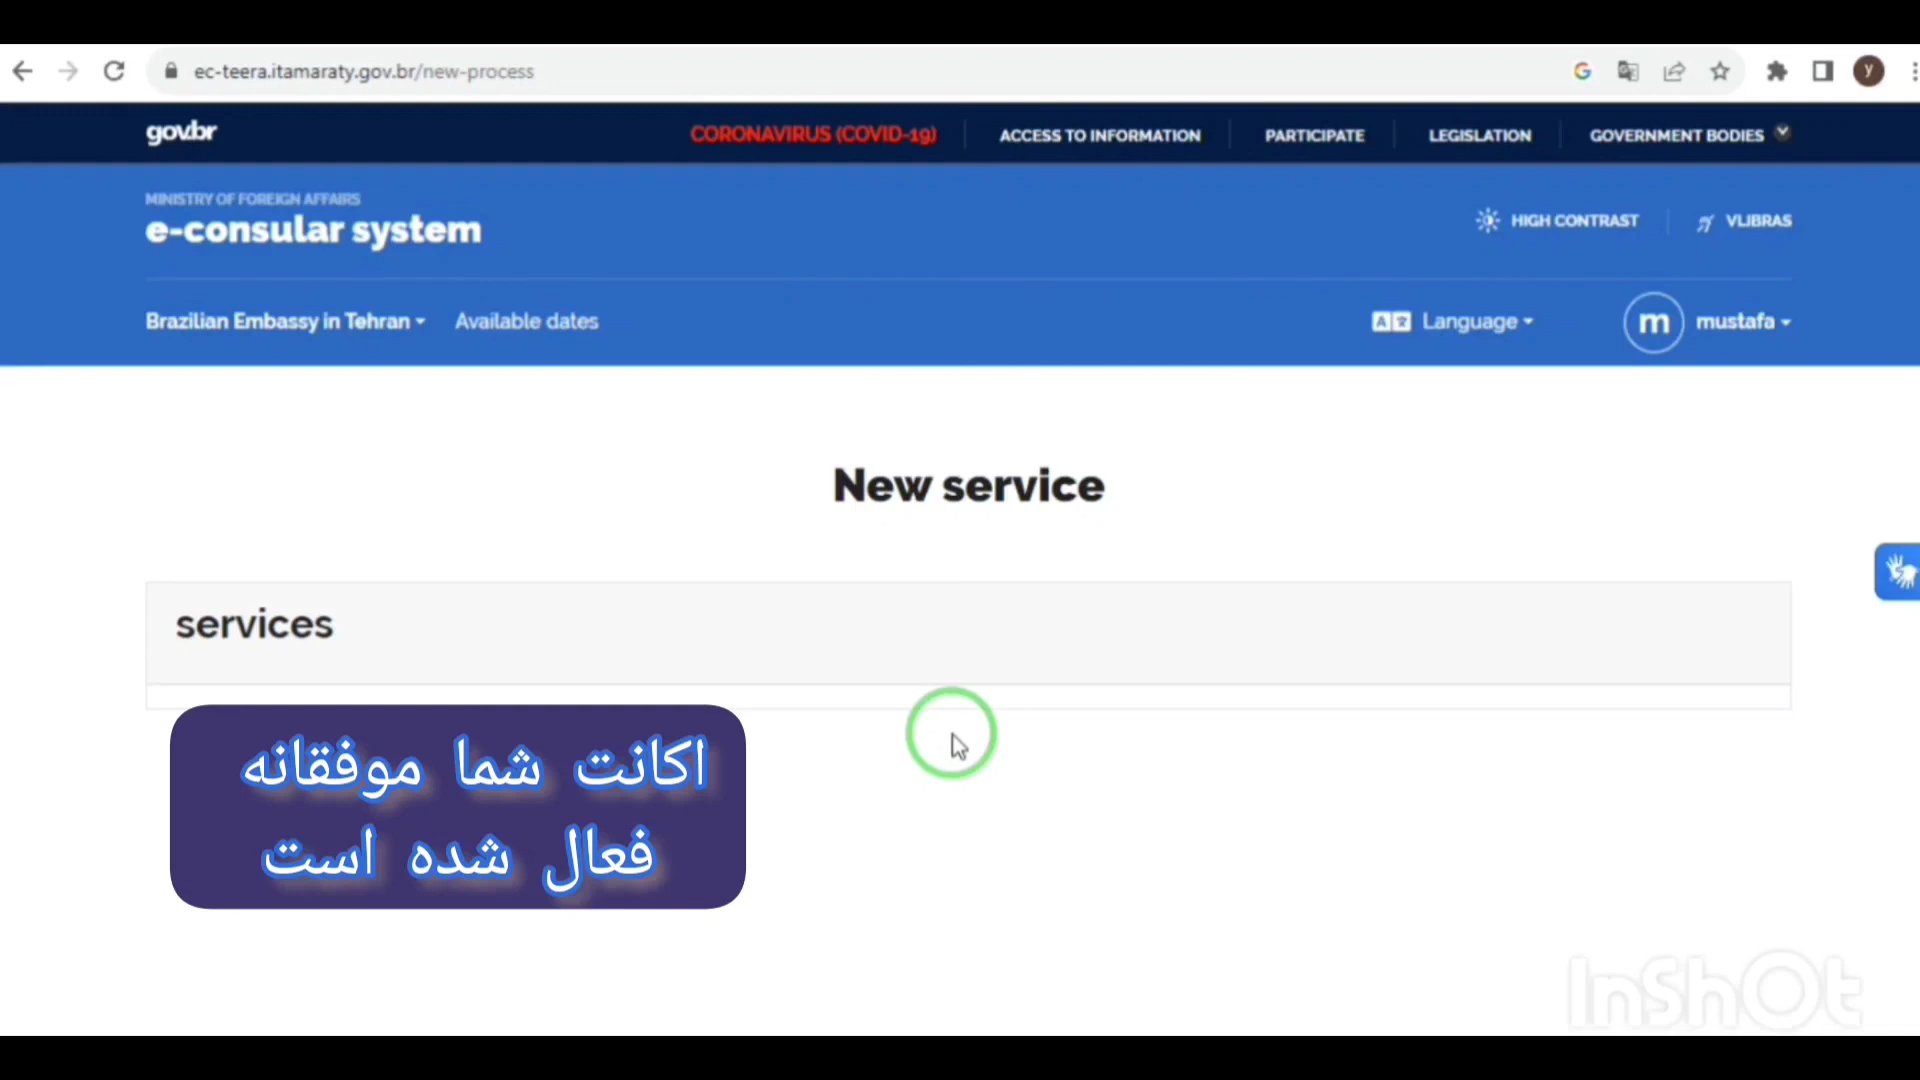 ec-teera.itamaraty.gov.br/new-process
y
gov.br
CORONAVIRUS (COVID-19)
ACCESS TO INFORMATION
PARTICIPATE
LEGISLATION
GOVERNMENT BODIES
MINISTRY OF FOREIGN AFFAIRS
e-consular system
HIGH CONTRAST
VLIBRAS
Brazilian Embassy in Tehran
Available dates
Language
m
mustafa
New service
services
اکانت شما موفقانه
فعال شده است
InShOt